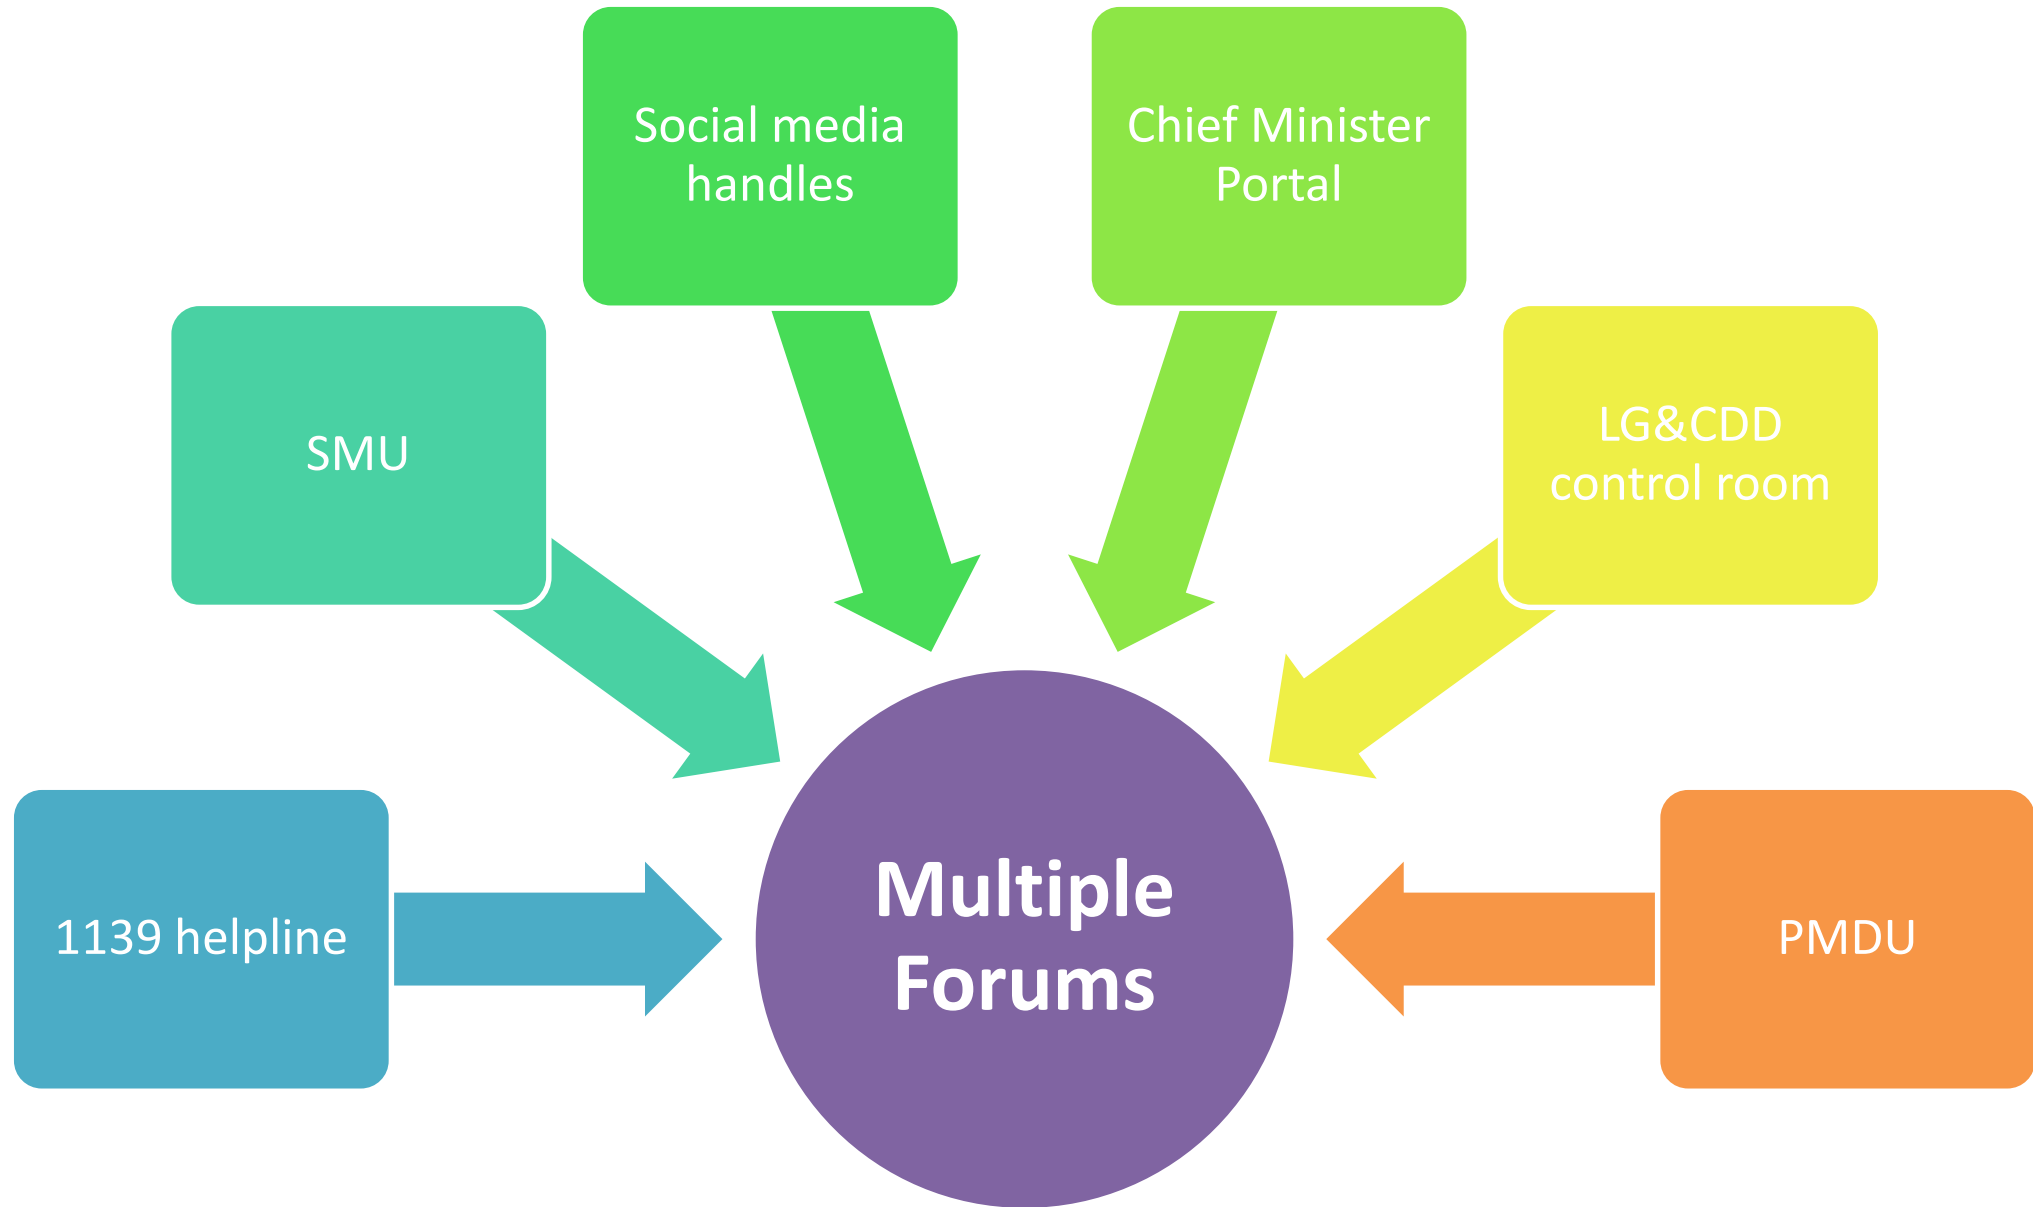 Social media
handles
Chief Minister
Portal
SMU
LG&CDD
control room
1139 helpline
Multiple
Forums
PMDU